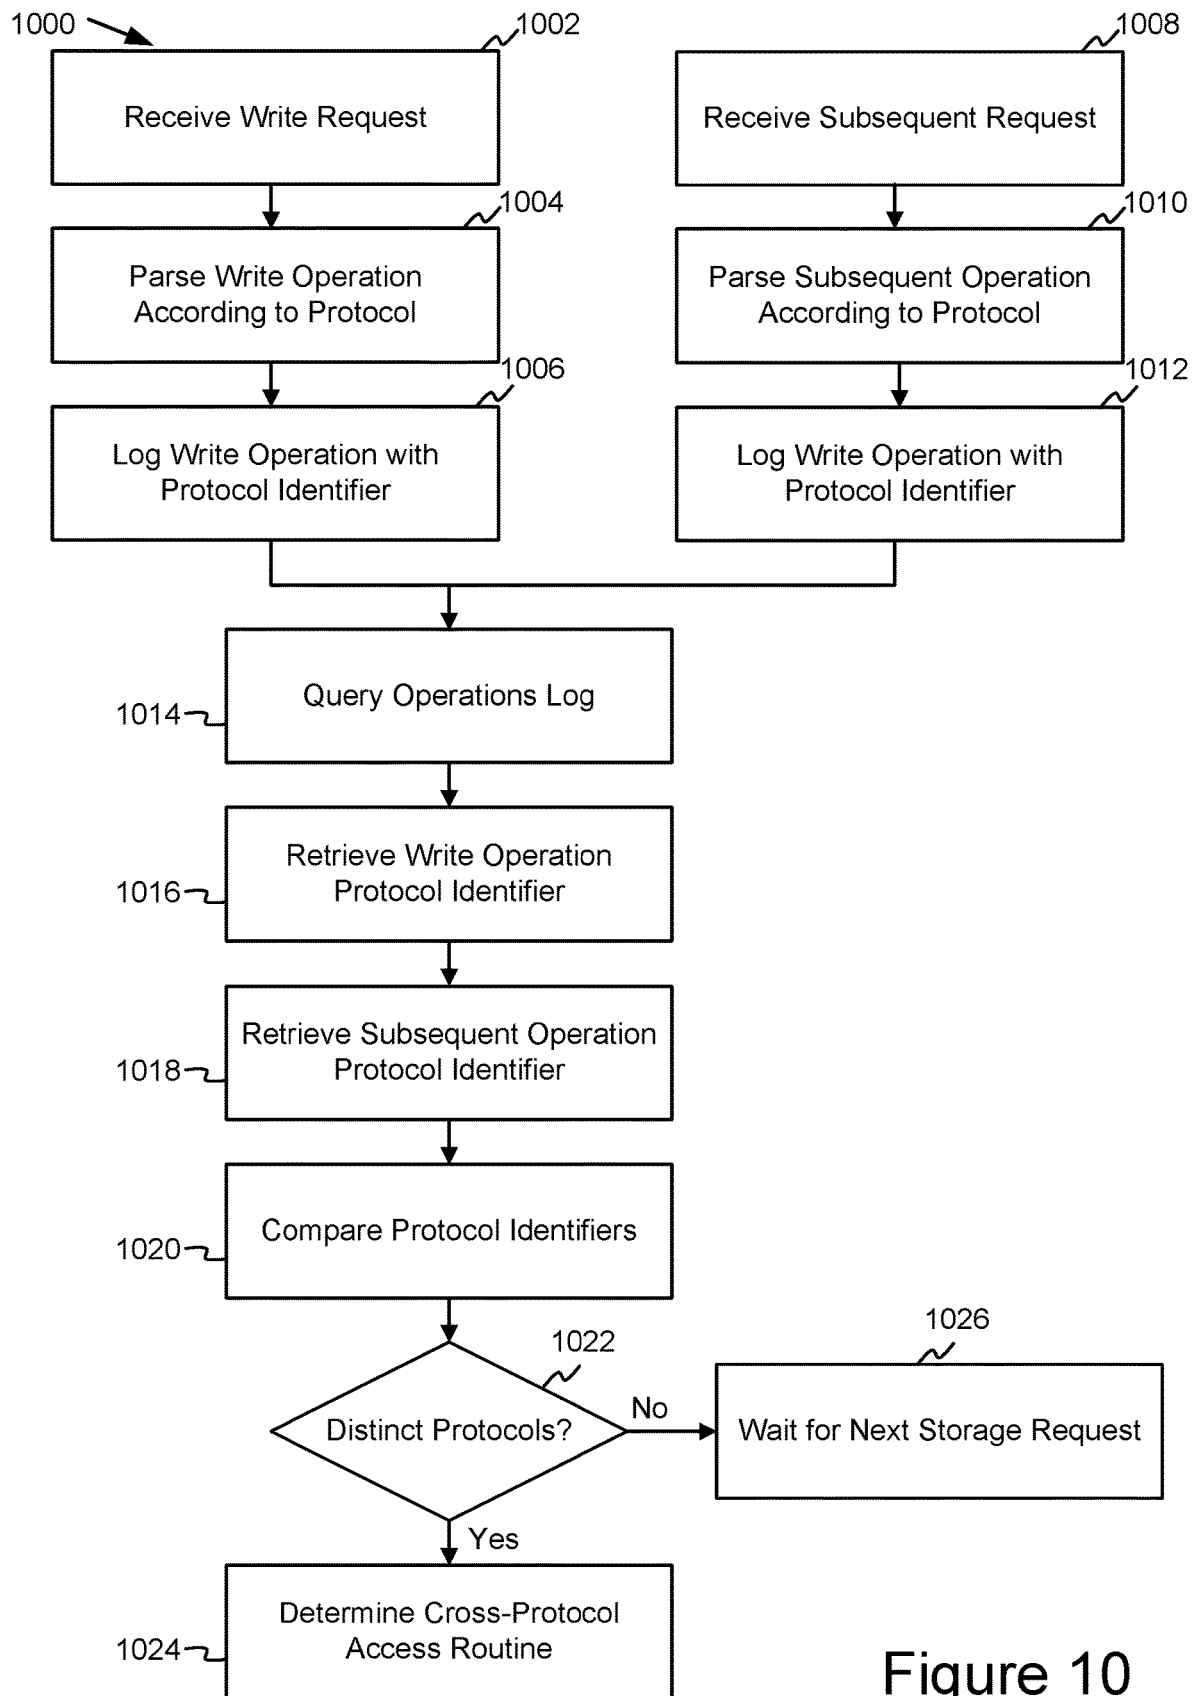 1000
1002
Receive Write Request
1008
Receive Subsequent Request
1004
Parse Write Operation
According to Protocol
1010
Parse Subsequent Operation
According to Protocol
1006
Log Write Operation with
Protocol Identifier
1012
Log Write Operation with
Protocol Identifier
Query Operations Log
1014
Retrieve Write Operation
Protocol Identifier
1016
Retrieve Subsequent Operation
Protocol Identifier
1018
Compare Protocol Identifiers
1020
1022
Distinct Protocols?
No
1026
Wait for Next Storage Request
Yes
Determine Cross-Protocol
Access Routine
1024
Figure 10